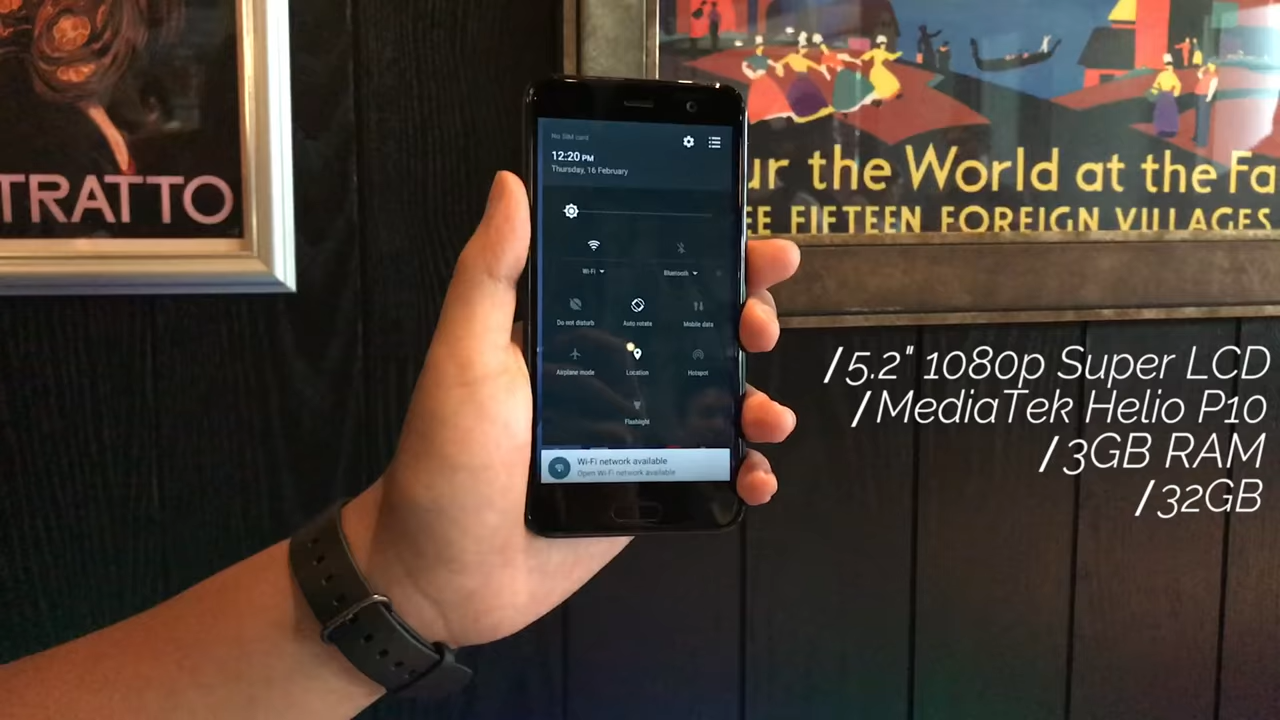 TRATTO
ur the World at the Fa
EE FIFTEEN FOREIGN VILLAGES
No SIM card
12:20 PM
Thursday, 16 February
Wi-Fi
Bluetooth
Do not disturb
Auto rotate
Mobile data
Airplane mode
Location
Hotspot
Flashlight
Wi-Fi network available
Open Wi-Fi network available
/5.2" 1080p Super LCD
/MediaTek Helio P10
/3GB RAM
/32GB